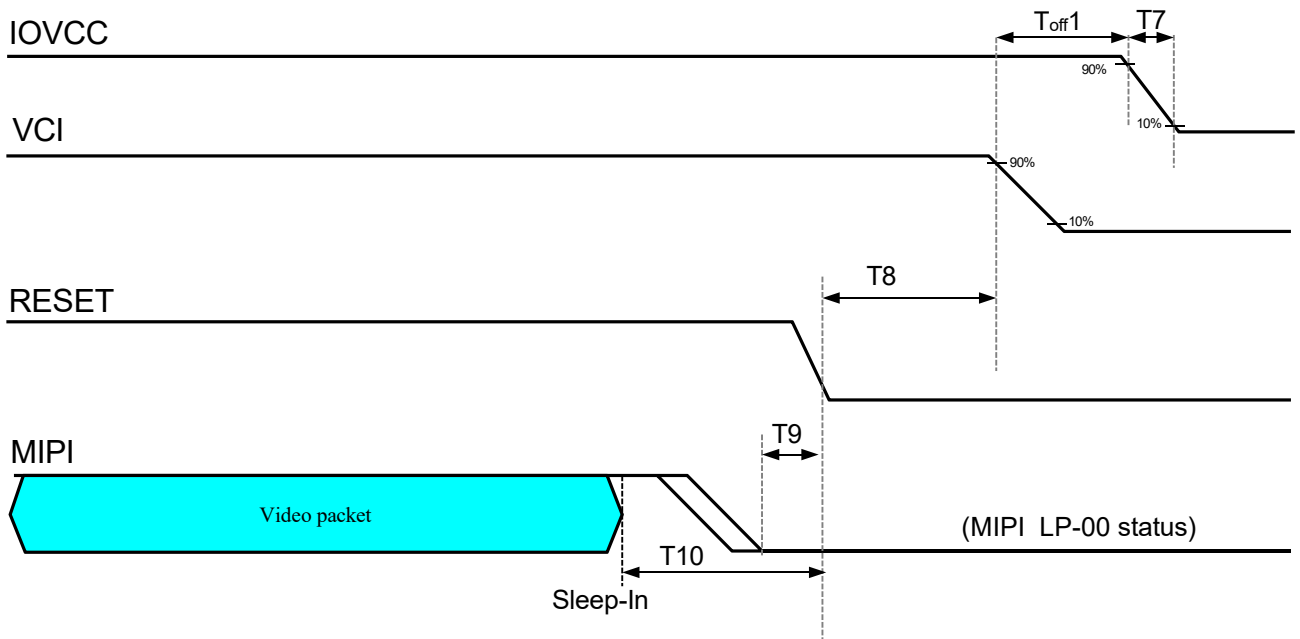 IOVCC
Toff1
T7
90%
10%
VCI
90%
10%
T8
RESET
T9
MIPI
Video packet
(MIPI LP-00 status)
T10
Sleep-In